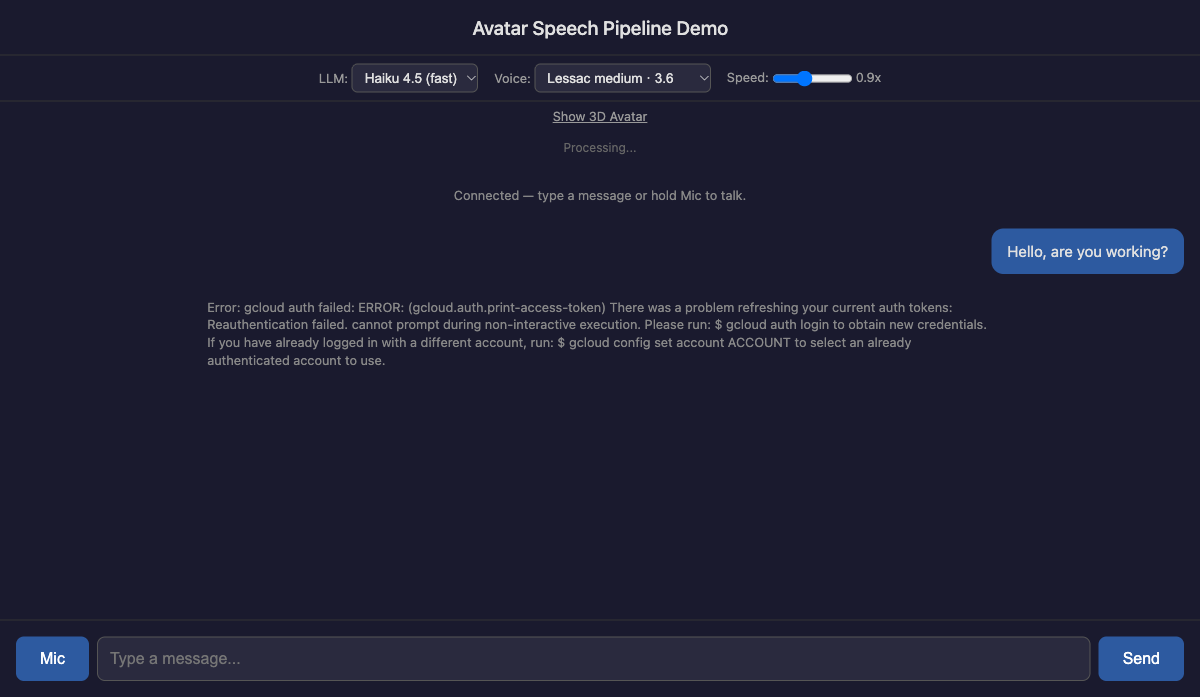 Avatar Speech Pipeline Demo
LLM: Haiku 4.5 (fast) Voice: Lessac medium · 3.6 Speed: 0.9x
Show 3D Avatar
Processing...
Connected — type a message or hold Mic to talk.
Hello, are you working?
Error: gcloud auth failed: ERROR: (gcloud.auth.print-access-token) There was a problem refreshing your current auth tokens:
Reauthentication failed. cannot prompt during non-interactive execution. Please run: $ gcloud auth login to obtain new credentials.
If you have already logged in with a different account, run: $ gcloud config set account ACCOUNT to select an already
authenticated account to use.
Mic Type a message... Send